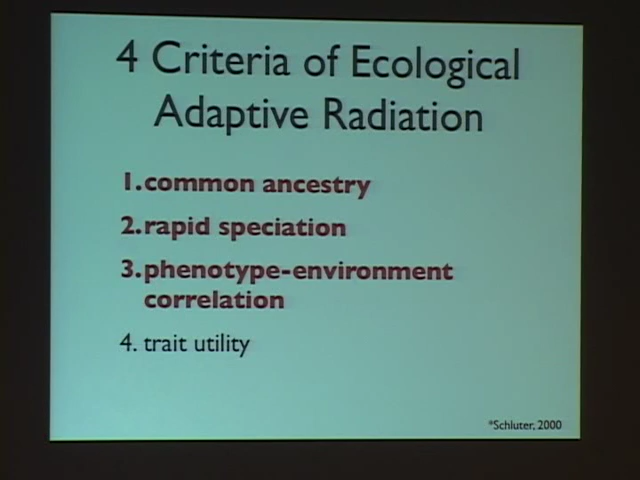 4 Criteria of Ecological
Adaptive Radiation
1.common ancestry
2.rapid speciation
3.phenotype-environment
correlation
4. trait utility
*Schluter, 2000